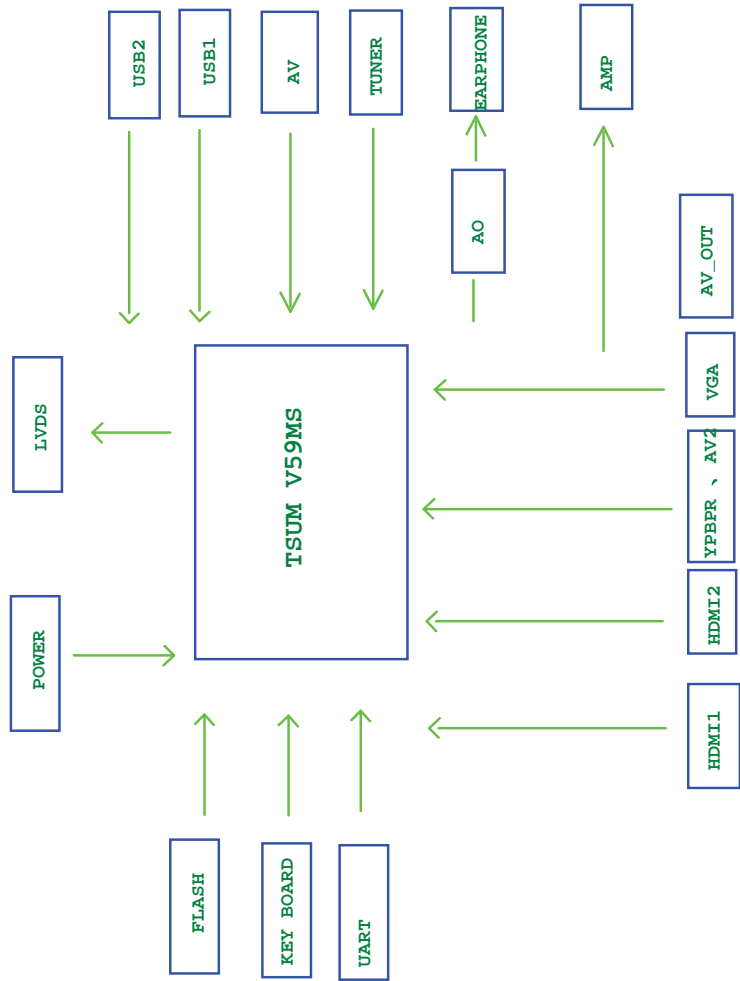 USB2
USB1
AV
TUNER
EARPHONE
AMP
AO
AV_OUT
LVDS
TSUM V59MS
VGA
YPBPR 、 AV2
POWER
HDMI2
HDMI1
FLASH
KEY BOARD
UART